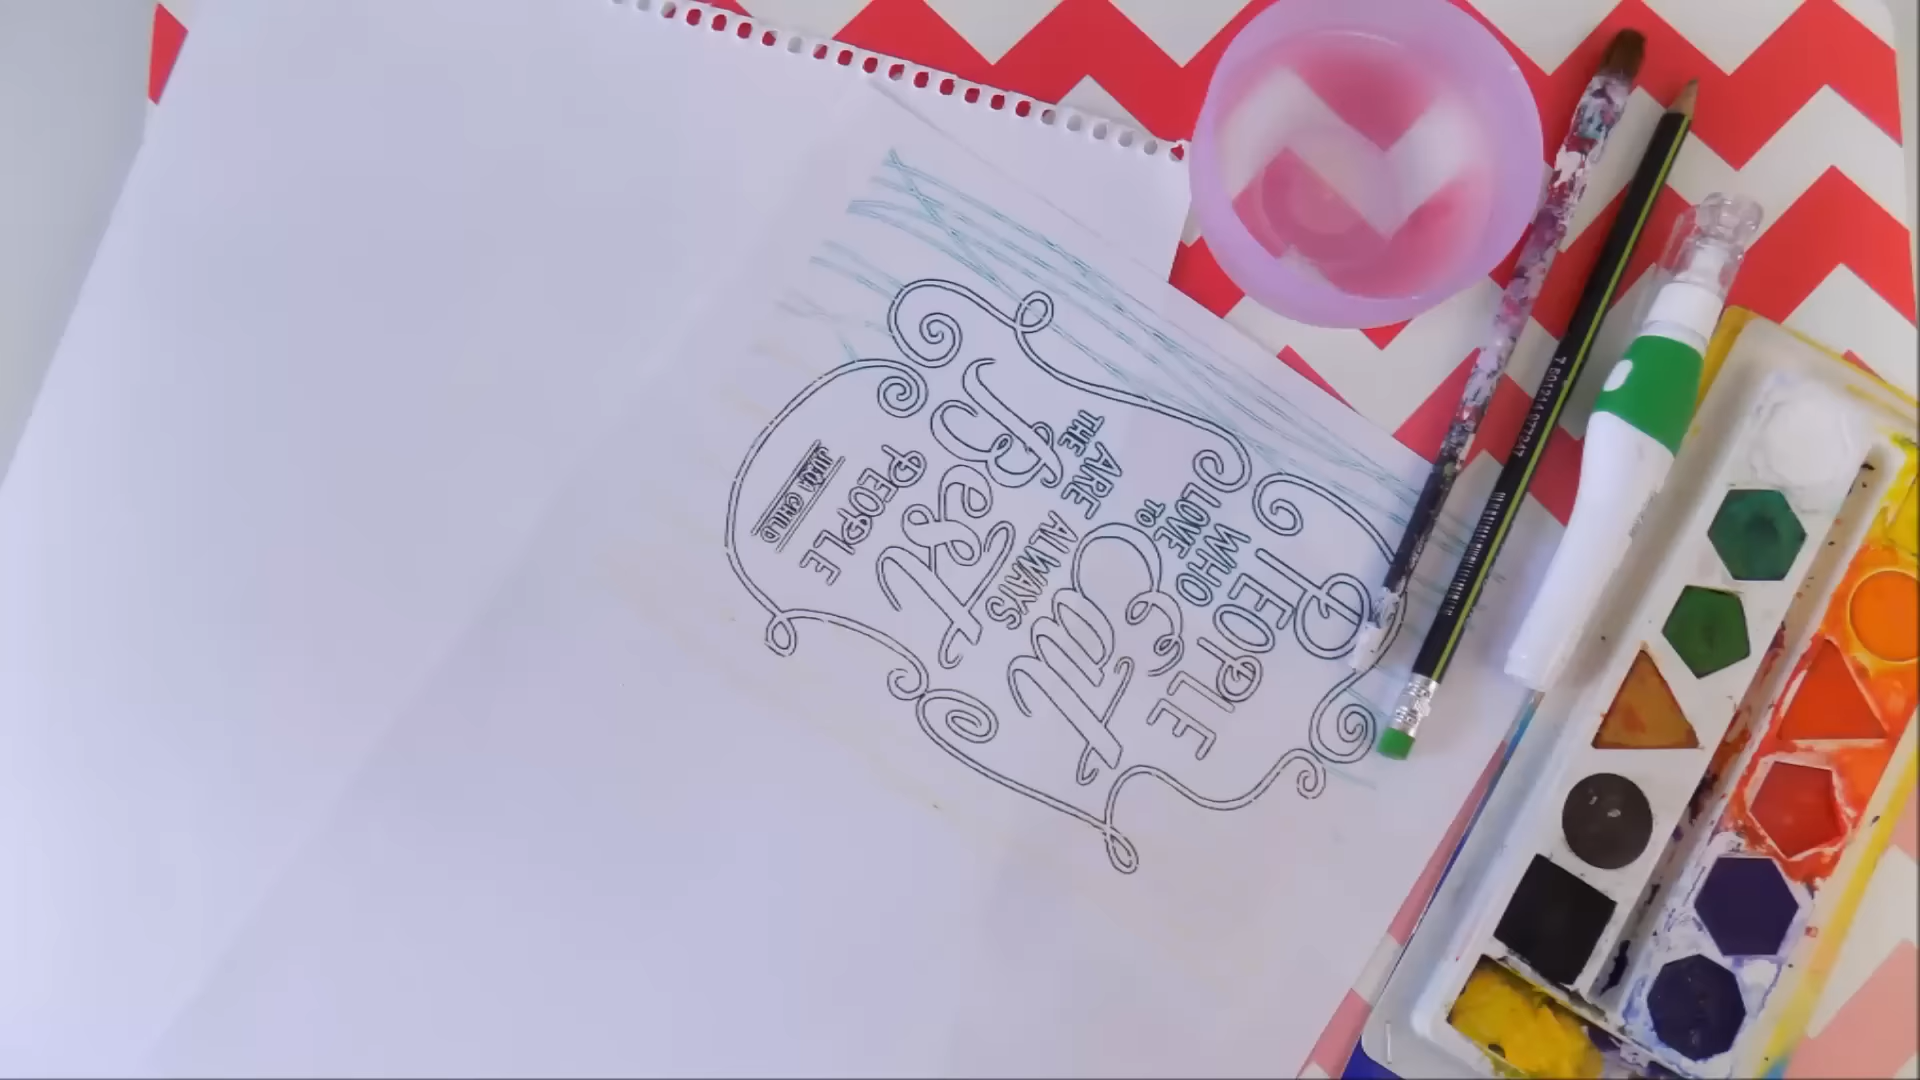 PEOPLE
WHO
LOVE
TO
Eat
ARE ALWAYS
THE
Best
PEOPLE
JULIA CHILD